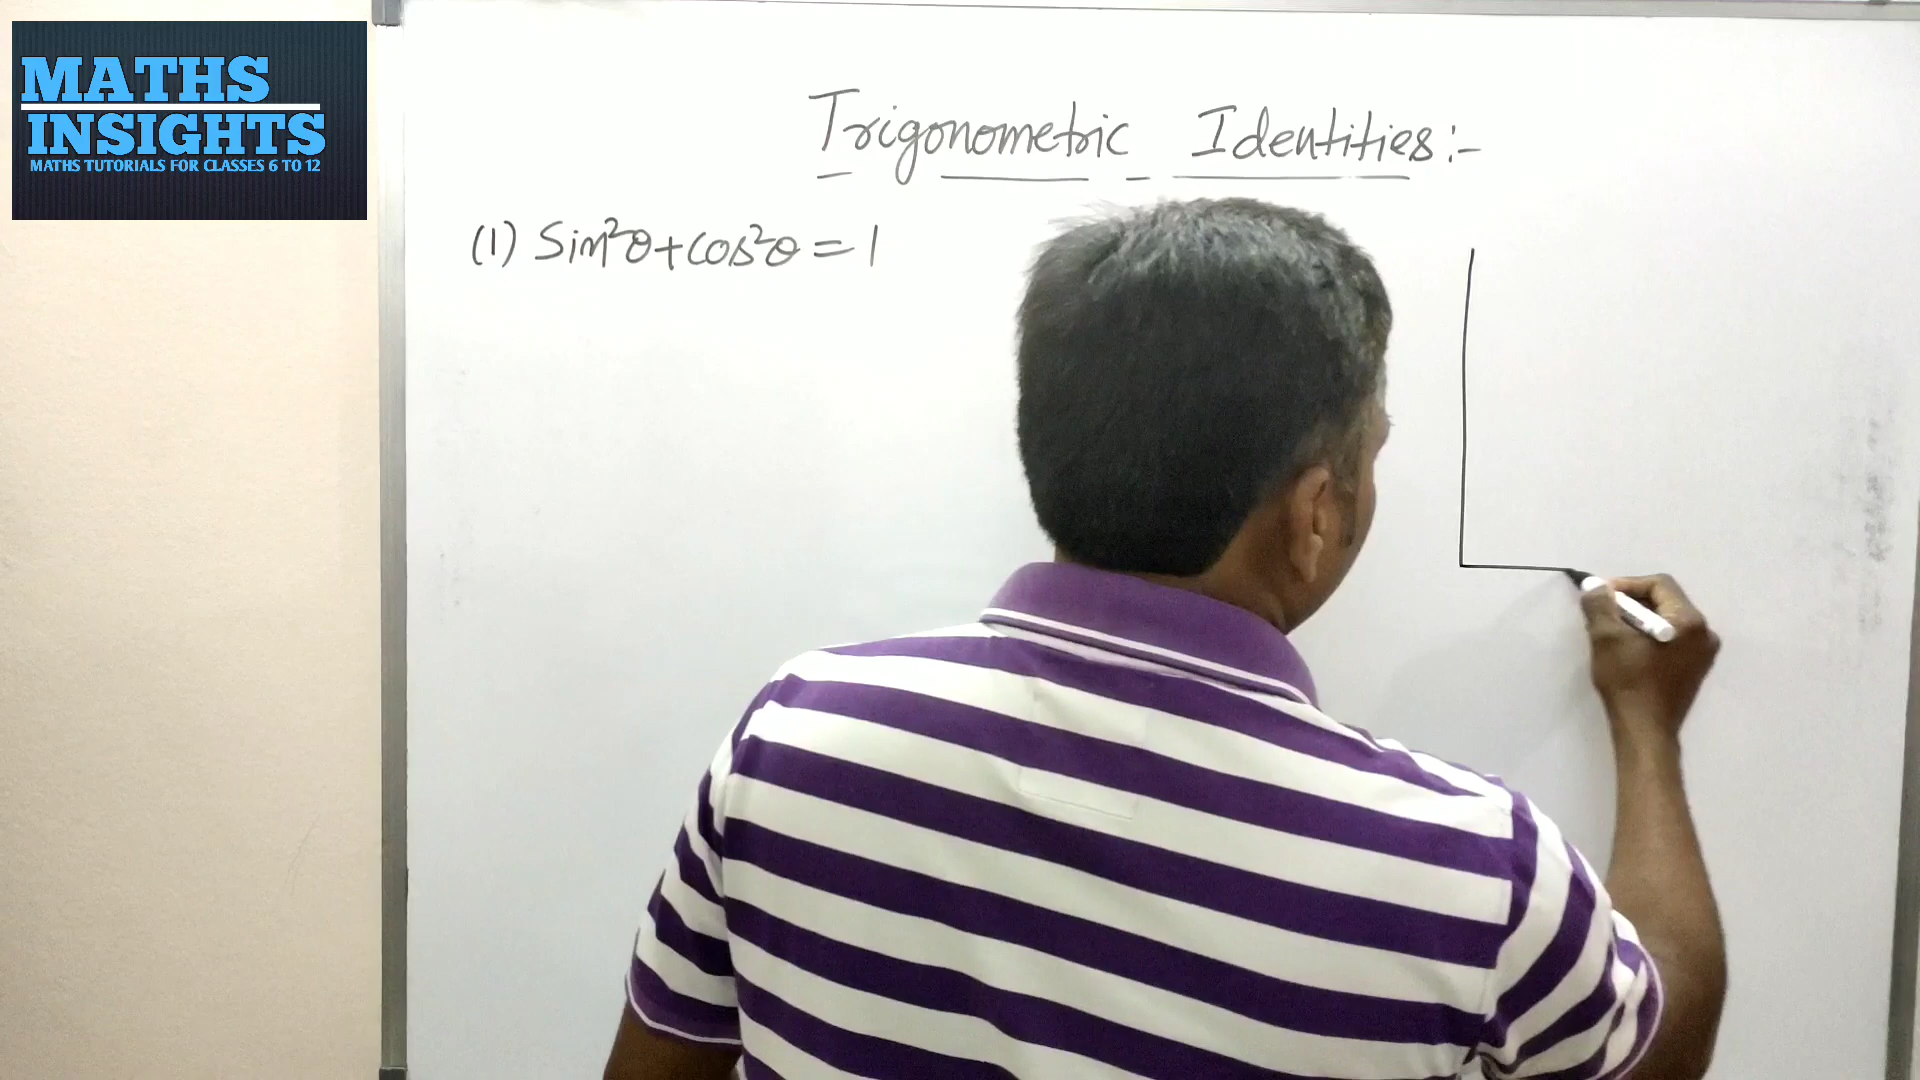 MATHS
INSIGHTS
MATHS TUTORIALS FOR CLASSES 6 TO 12
Trigonometric Identities:-
(1) Sin²θ+cos²θ = 1